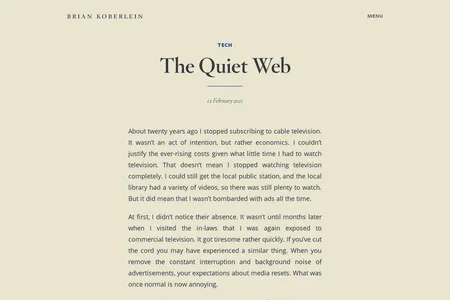 BRIAN KOBERLEIN
MENU
TECH
The Quiet Web
12 February 2021
About twenty years ago I stopped subscribing to cable television.
It wasn't an act of intention, but rather economics. I couldn't
justify the ever-rising costs given what little time I had to watch
television. That doesn't mean I stopped watching television
completely. I could still get the local public station, and the local
library had a variety of videos, so there was still plenty to watch.
But it did mean that I wasn't bombarded with ads all the time.
At first, I didn't notice their absence. It wasn't until months later
when I visited the in-laws that I was again exposed to
commercial television. It got tiresome rather quickly. If you've cut
the cord you may have experienced a similar thing. When you
remove the constant interruption and background noise of
advertisements, your expectations about media resets. What was
once normal is now annoying.